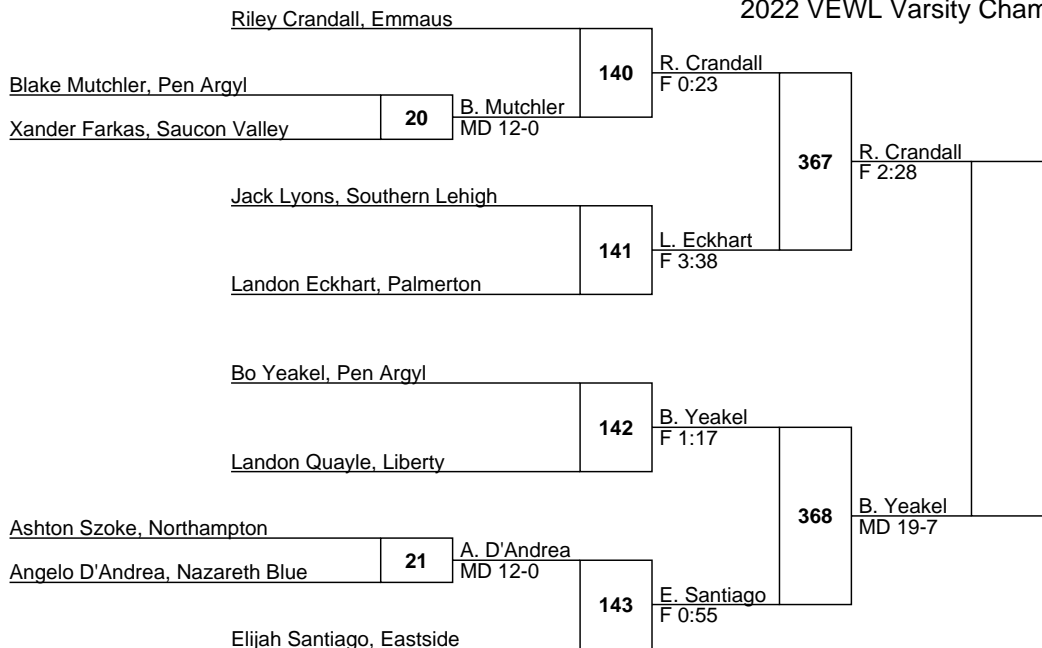 2022 VEWL Varsity Cham
Riley Crandall, Emmaus
140
R. Crandall
F 0:23
Blake Mutchler, Pen Argyl
20
B. Mutchler
MD 12-0
Xander Farkas, Saucon Valley
367
R. Crandall
F 2:28
Jack Lyons, Southern Lehigh
141
L. Eckhart
F 3:38
Landon Eckhart, Palmerton
Bo Yeakel, Pen Argyl
142
B. Yeakel
F 1:17
Landon Quayle, Liberty
368
B. Yeakel
MD 19-7
Ashton Szoke, Northampton
21
A. D'Andrea
MD 12-0
Angelo D'Andrea, Nazareth Blue
143
E. Santiago
F 0:55
Elijah Santiago, Eastside